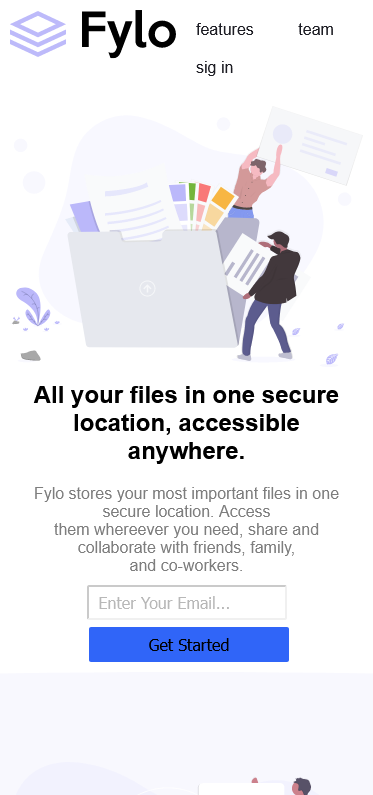 Fylo
features team
sig in
All your files in one secure
location, accessible
anywhere.
Fylo stores your most important files in one
secure location. Access
them whereever you need, share and
collaborate with friends, family,
and co-workers.
Enter Your Email...
Get Started